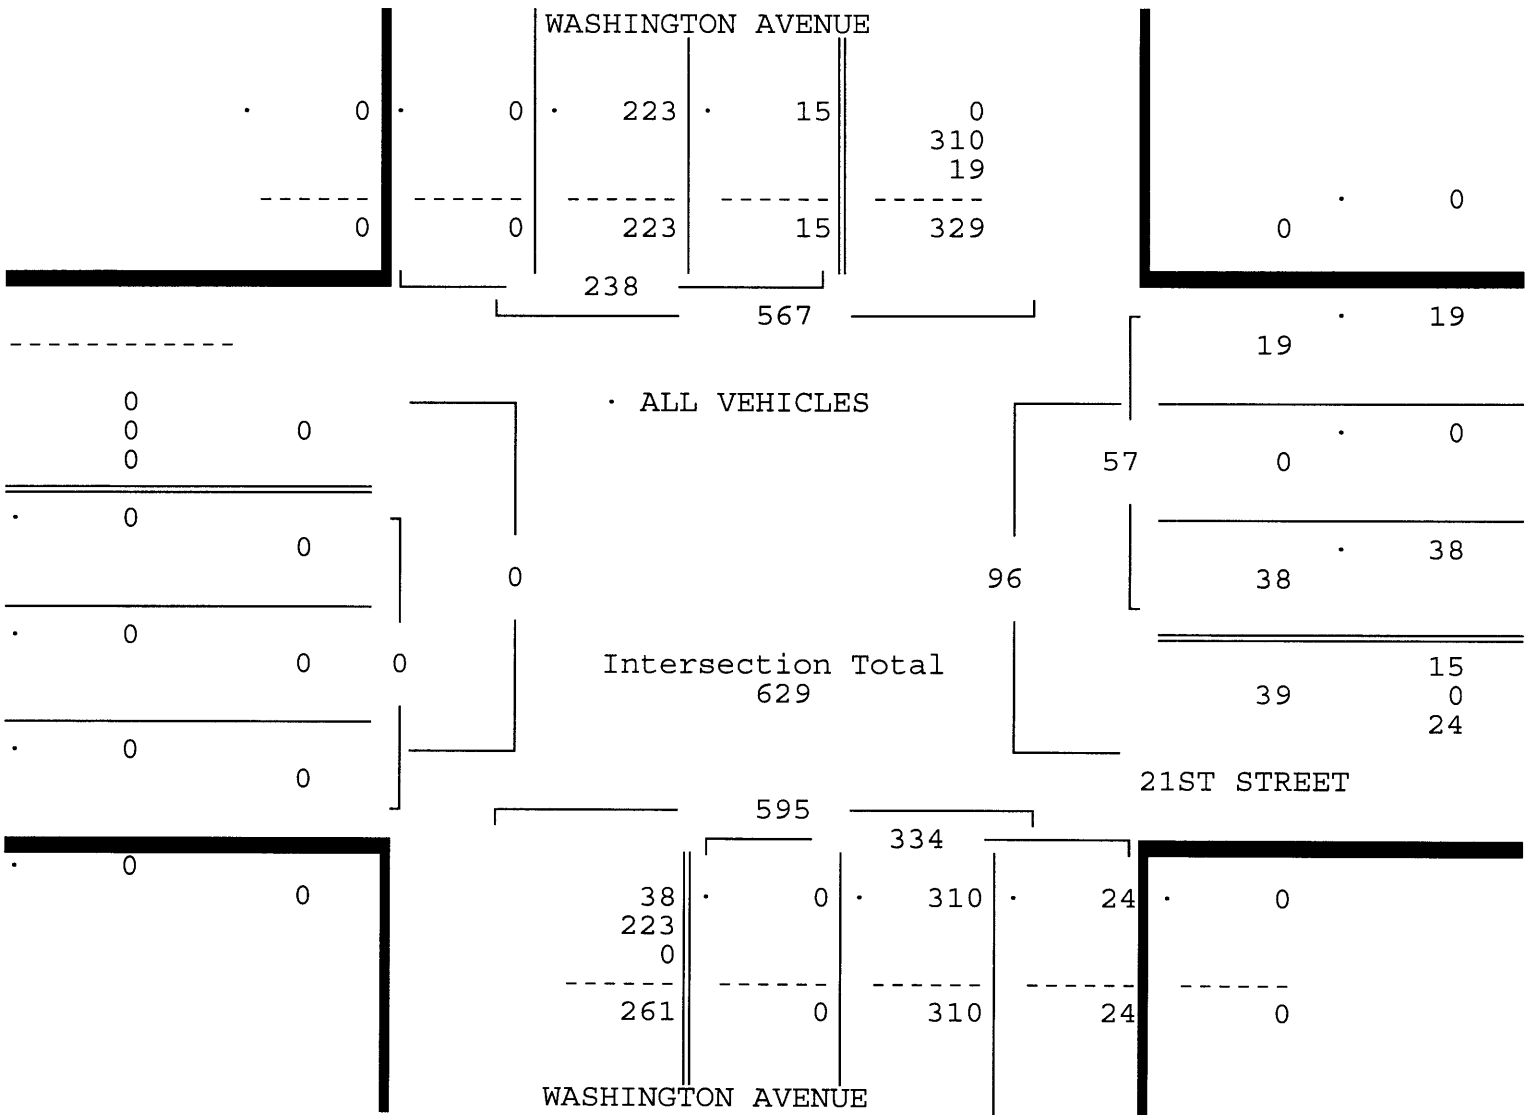 WASHINGTON AVENUE
· 0 · 0 · 223 · 15 0
310
19
------ ------ ------ ------ ------ · 0
0 0 223 15 329 0
238
567 · 19
------------ 19
0 · ALL VEHICLES
0 0 · 0
0 57 0
· 0
0 · 38
0 96 38
· 0
0 0 Intersection Total 15
629 39 0
24
· 0
0 21ST STREET
595
334
· 0
0 38 · 0 · 310 · 24 · 0
223
0
------ ------ ------ ------ ------
261 0 310 24 0
WASHINGTON AVENUE